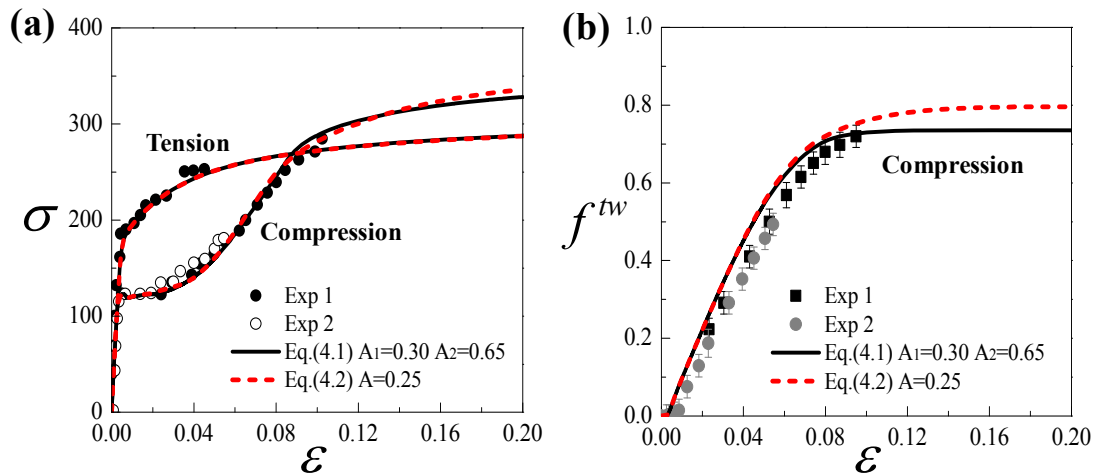 (a)
400
300
200
100
0
σ
Tension
Compression
Exp 1
Exp 2
Eq.(4.1) A1=0.30 A2=0.65
Eq.(4.2) A=0.25
0.00 0.04 0.08 0.12 0.16 0.20
ε
(b)
1.0
0.8
0.6
0.4
0.2
0.0
f^tw
Compression
Exp 1
Exp 2
Eq.(4.1) A1=0.30 A2=0.65
Eq.(4.2) A=0.25
0.00 0.04 0.08 0.12 0.16 0.20
ε